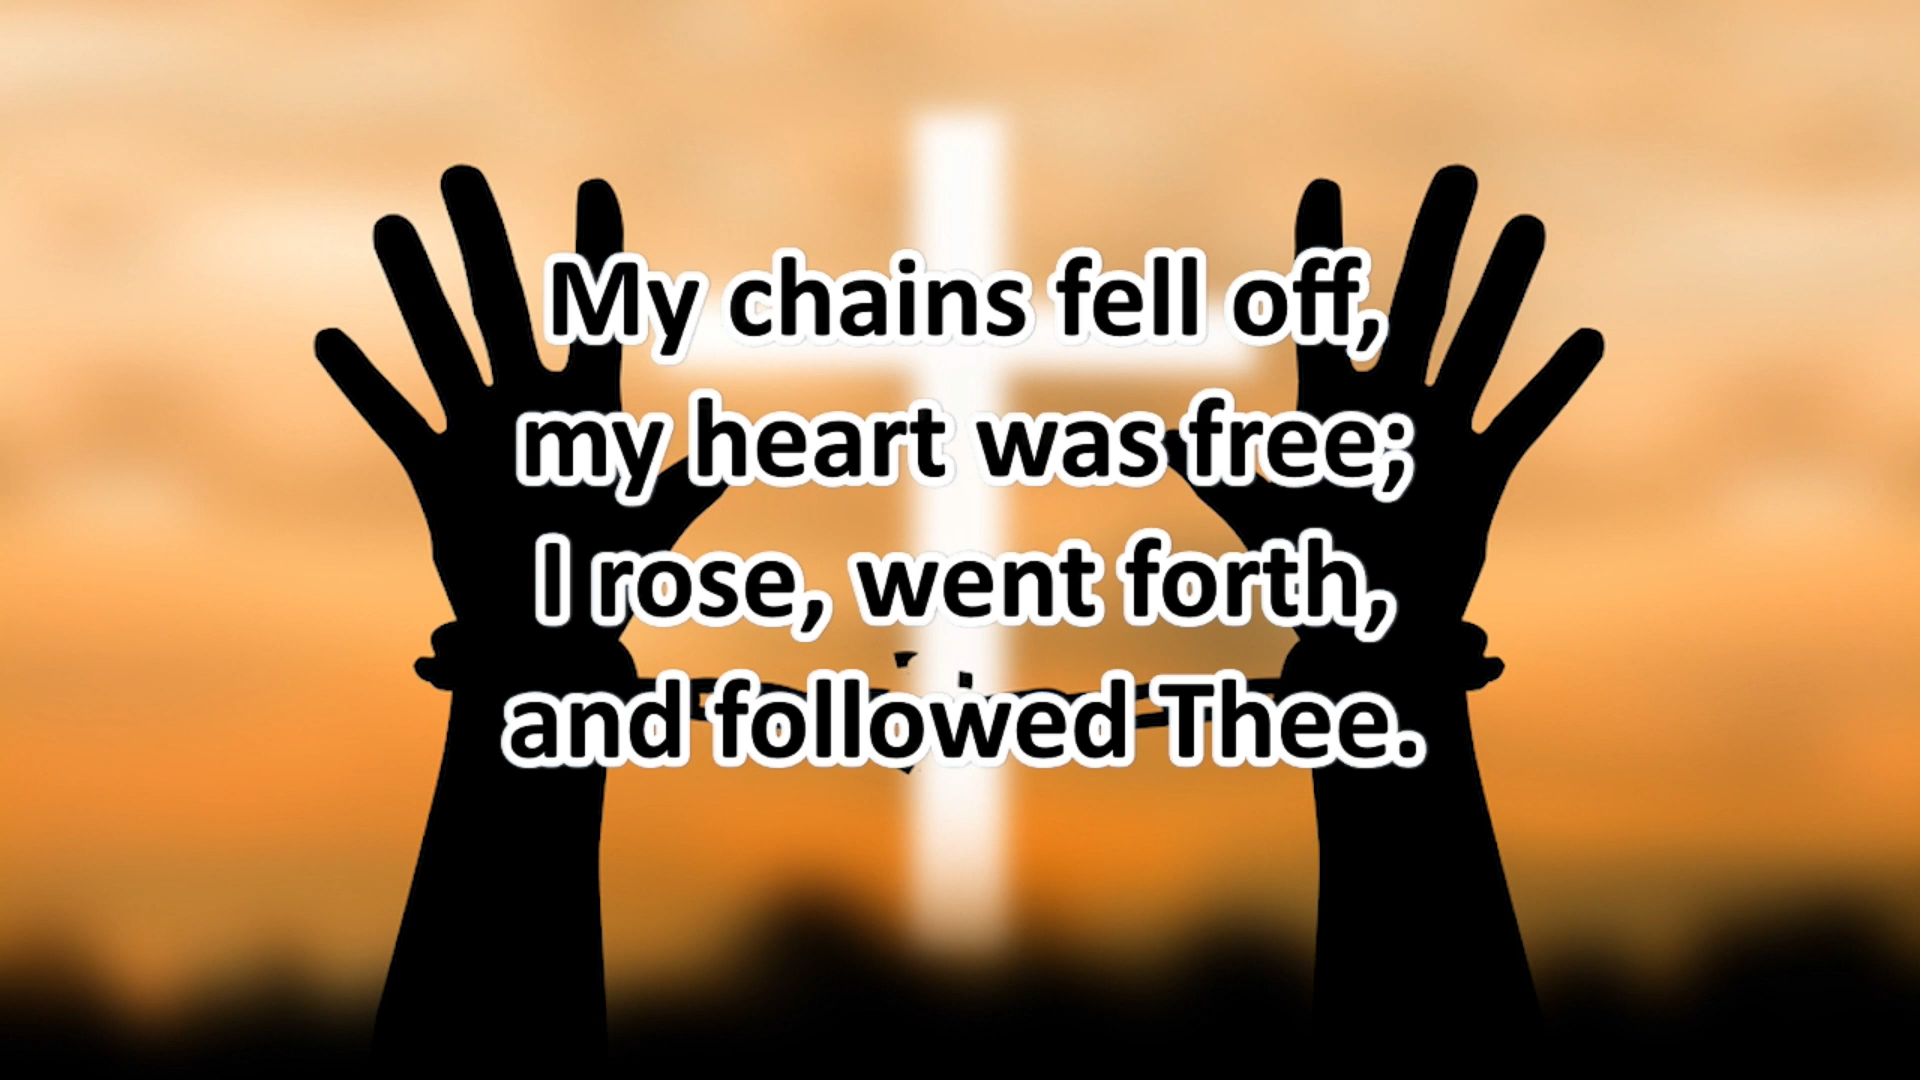 My chains fell off,
my heart was free;
I rose, went forth,
and followed Thee.